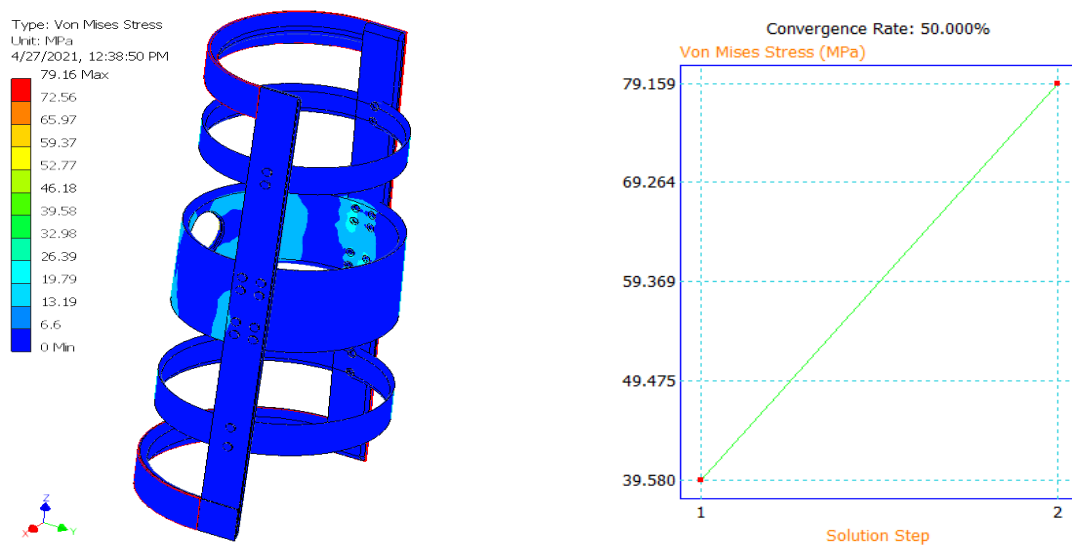 Type: Von Mises Stress
Unit: MPa
4/27/2021, 12:38:50 PM
79.16 Max
72.56
65.97
59.37
52.77
46.18
39.58
32.98
26.39
19.79
13.19
6.6
0 Min
Z
X
Y
Convergence Rate: 50.000%
Von Mises Stress (MPa)
79.159
69.264
59.369
49.475
39.580
1 2
Solution Step